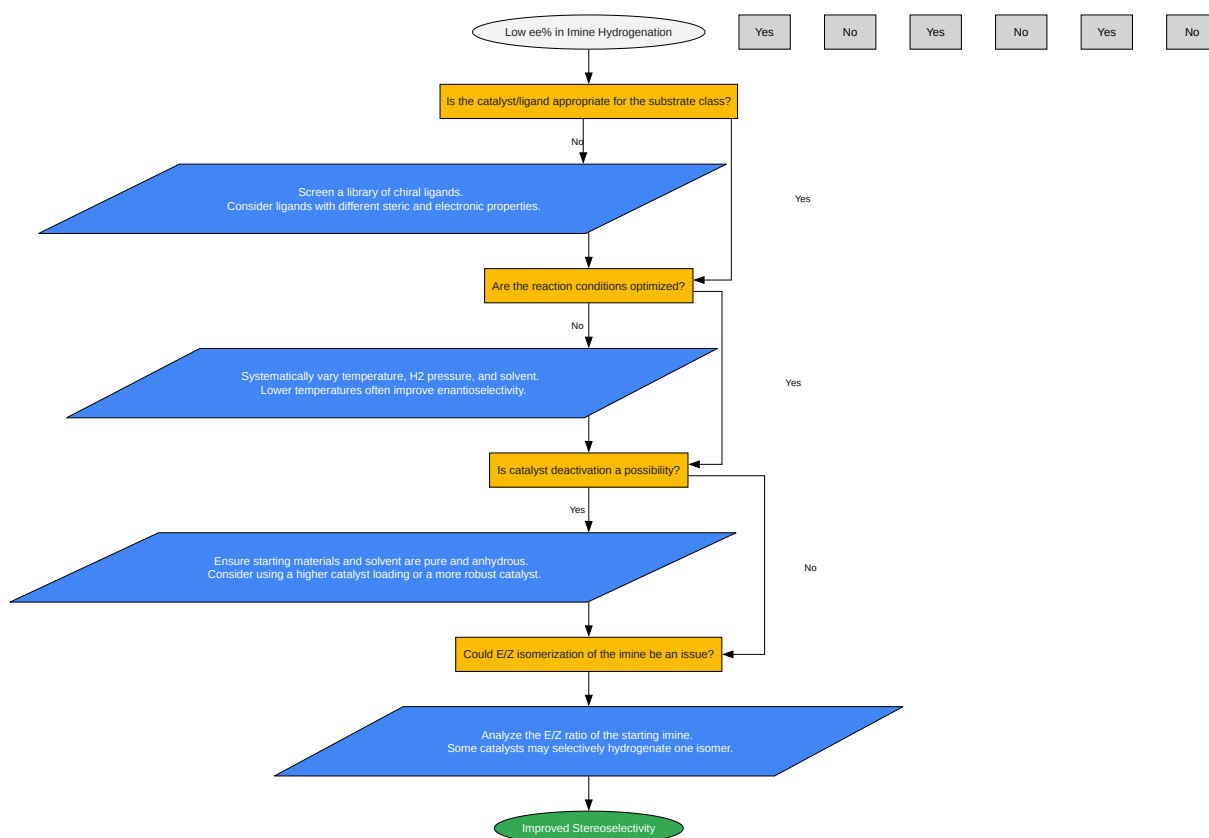 Low ee% in Imine Hydrogenation
Yes
No
Yes
No
Yes
No
Is the catalyst/ligand appropriate for the substrate class?
No
Screen a library of chiral ligands.
Consider ligands with different steric and electronic properties.
Yes
Are the reaction conditions optimized?
No
Systematically vary temperature, H2 pressure, and solvent.
Lower temperatures often improve enantioselectivity.
Yes
Is catalyst deactivation a possibility?
Yes
Ensure starting materials and solvent are pure and anhydrous.
Consider using a higher catalyst loading or a more robust catalyst.
No
Could E/Z isomerization of the imine be an issue?
Analyze the E/Z ratio of the starting imine.
Some catalysts may selectively hydrogenate one isomer.
Improved Stereoselectivity